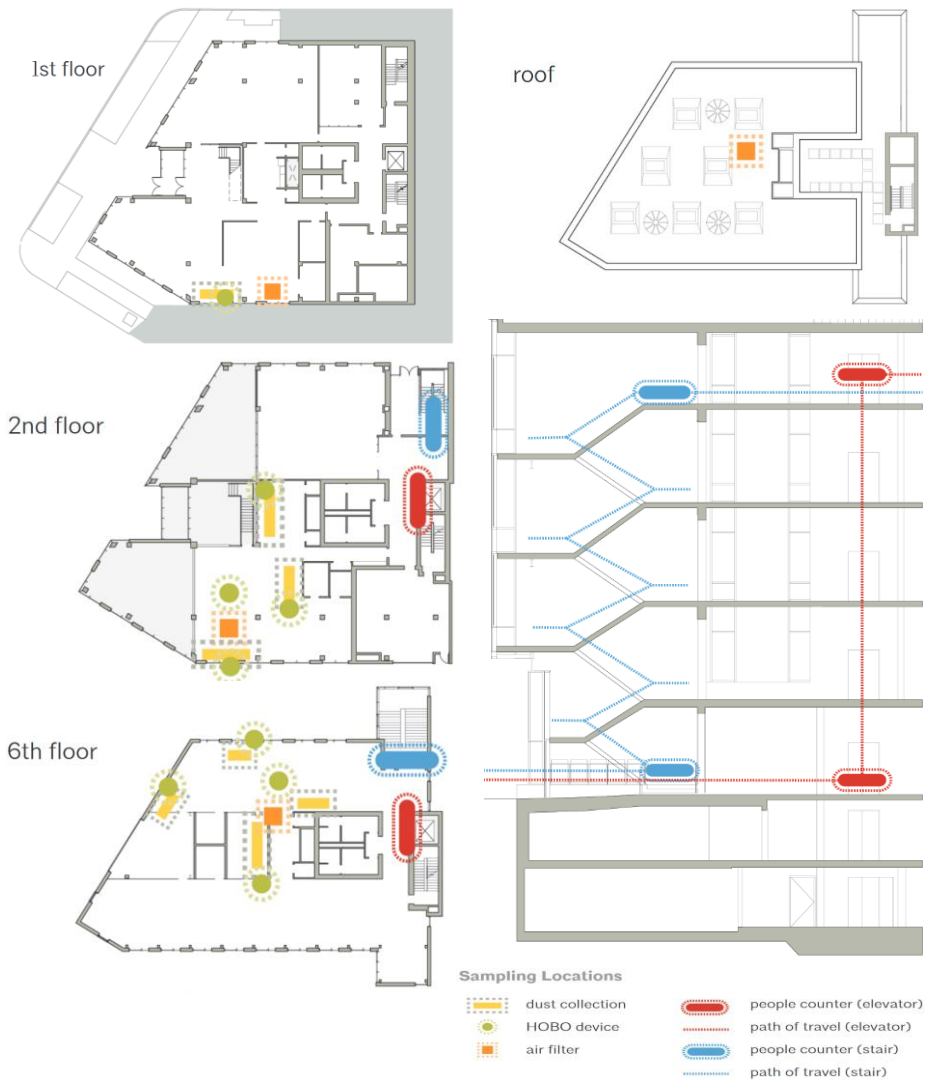 1st floor
roof
2nd floor
6th floor
Sampling Locations
dust collection
HOBO device
air filter
people counter (elevator)
path of travel (elevator)
people counter (stair)
path of travel (stair)